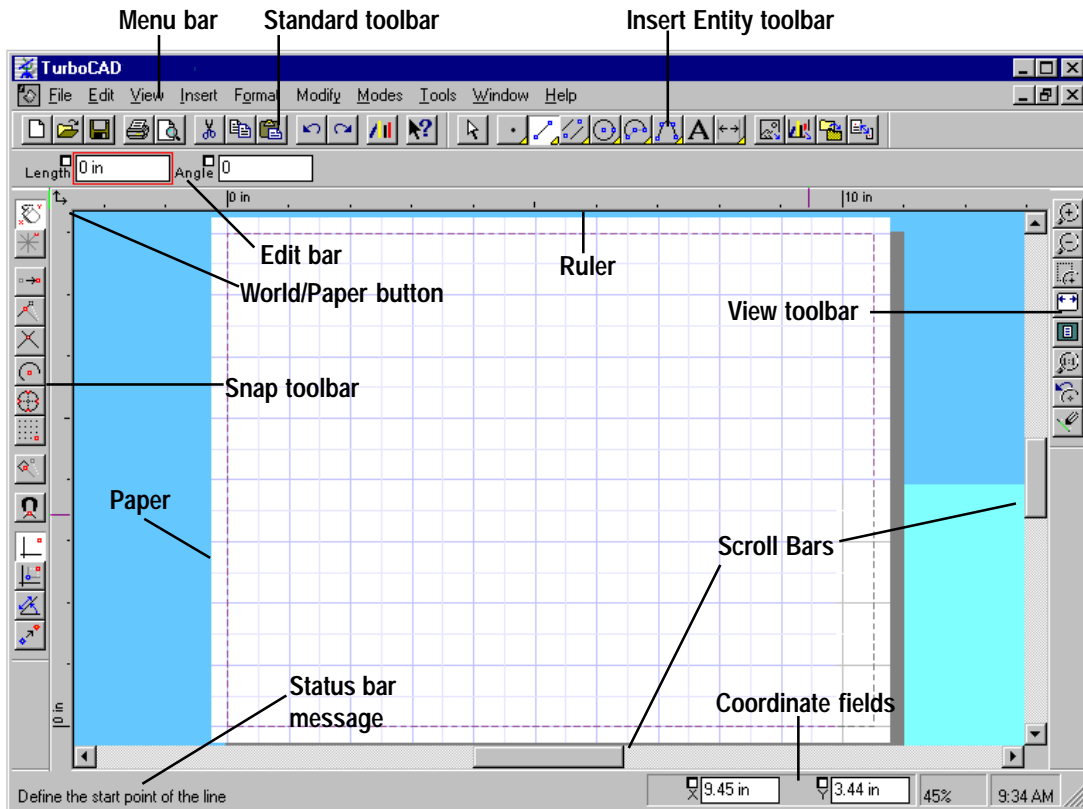 Menu bar Standard toolbar Insert Entity toolbar
TurboCAD
File Edit View Insert Format Modify Modes Tools Window Help
A
Length 0 in Angle 0
0 in 10 in
Edit bar
World/Paper button
Ruler
View toolbar
1:1
Snap toolbar
Paper
Scroll Bars
Status bar
message
Coordinate fields
0 in
Define the start point of the line
X 9.45 in Y 3.44 in 45% 9:34 AM